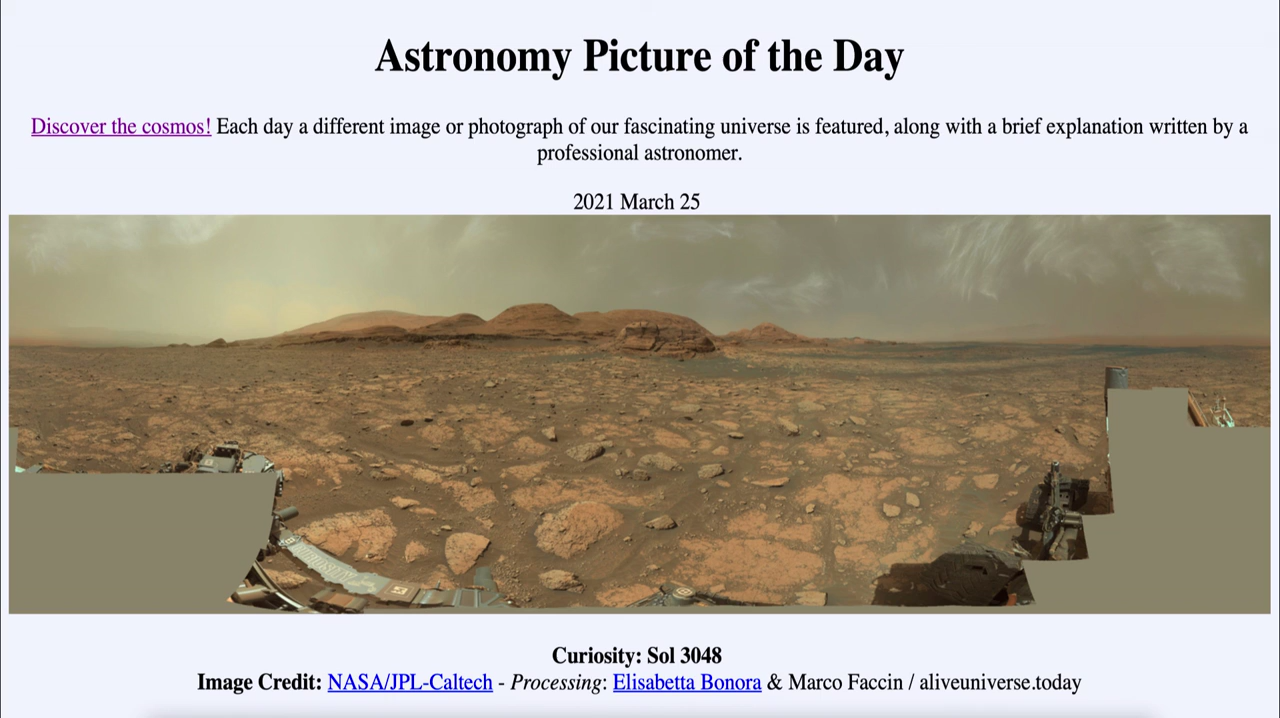 Astronomy Picture of the Day
Discover the cosmos! Each day a different image or photograph of our fascinating universe is featured, along with a brief explanation written by a
professional astronomer.
2021 March 25
Curiosity: Sol 3048
Image Credit: NASA/JPL-Caltech - Processing: Elisabetta Bonora & Marco Faccin / aliveuniverse.today